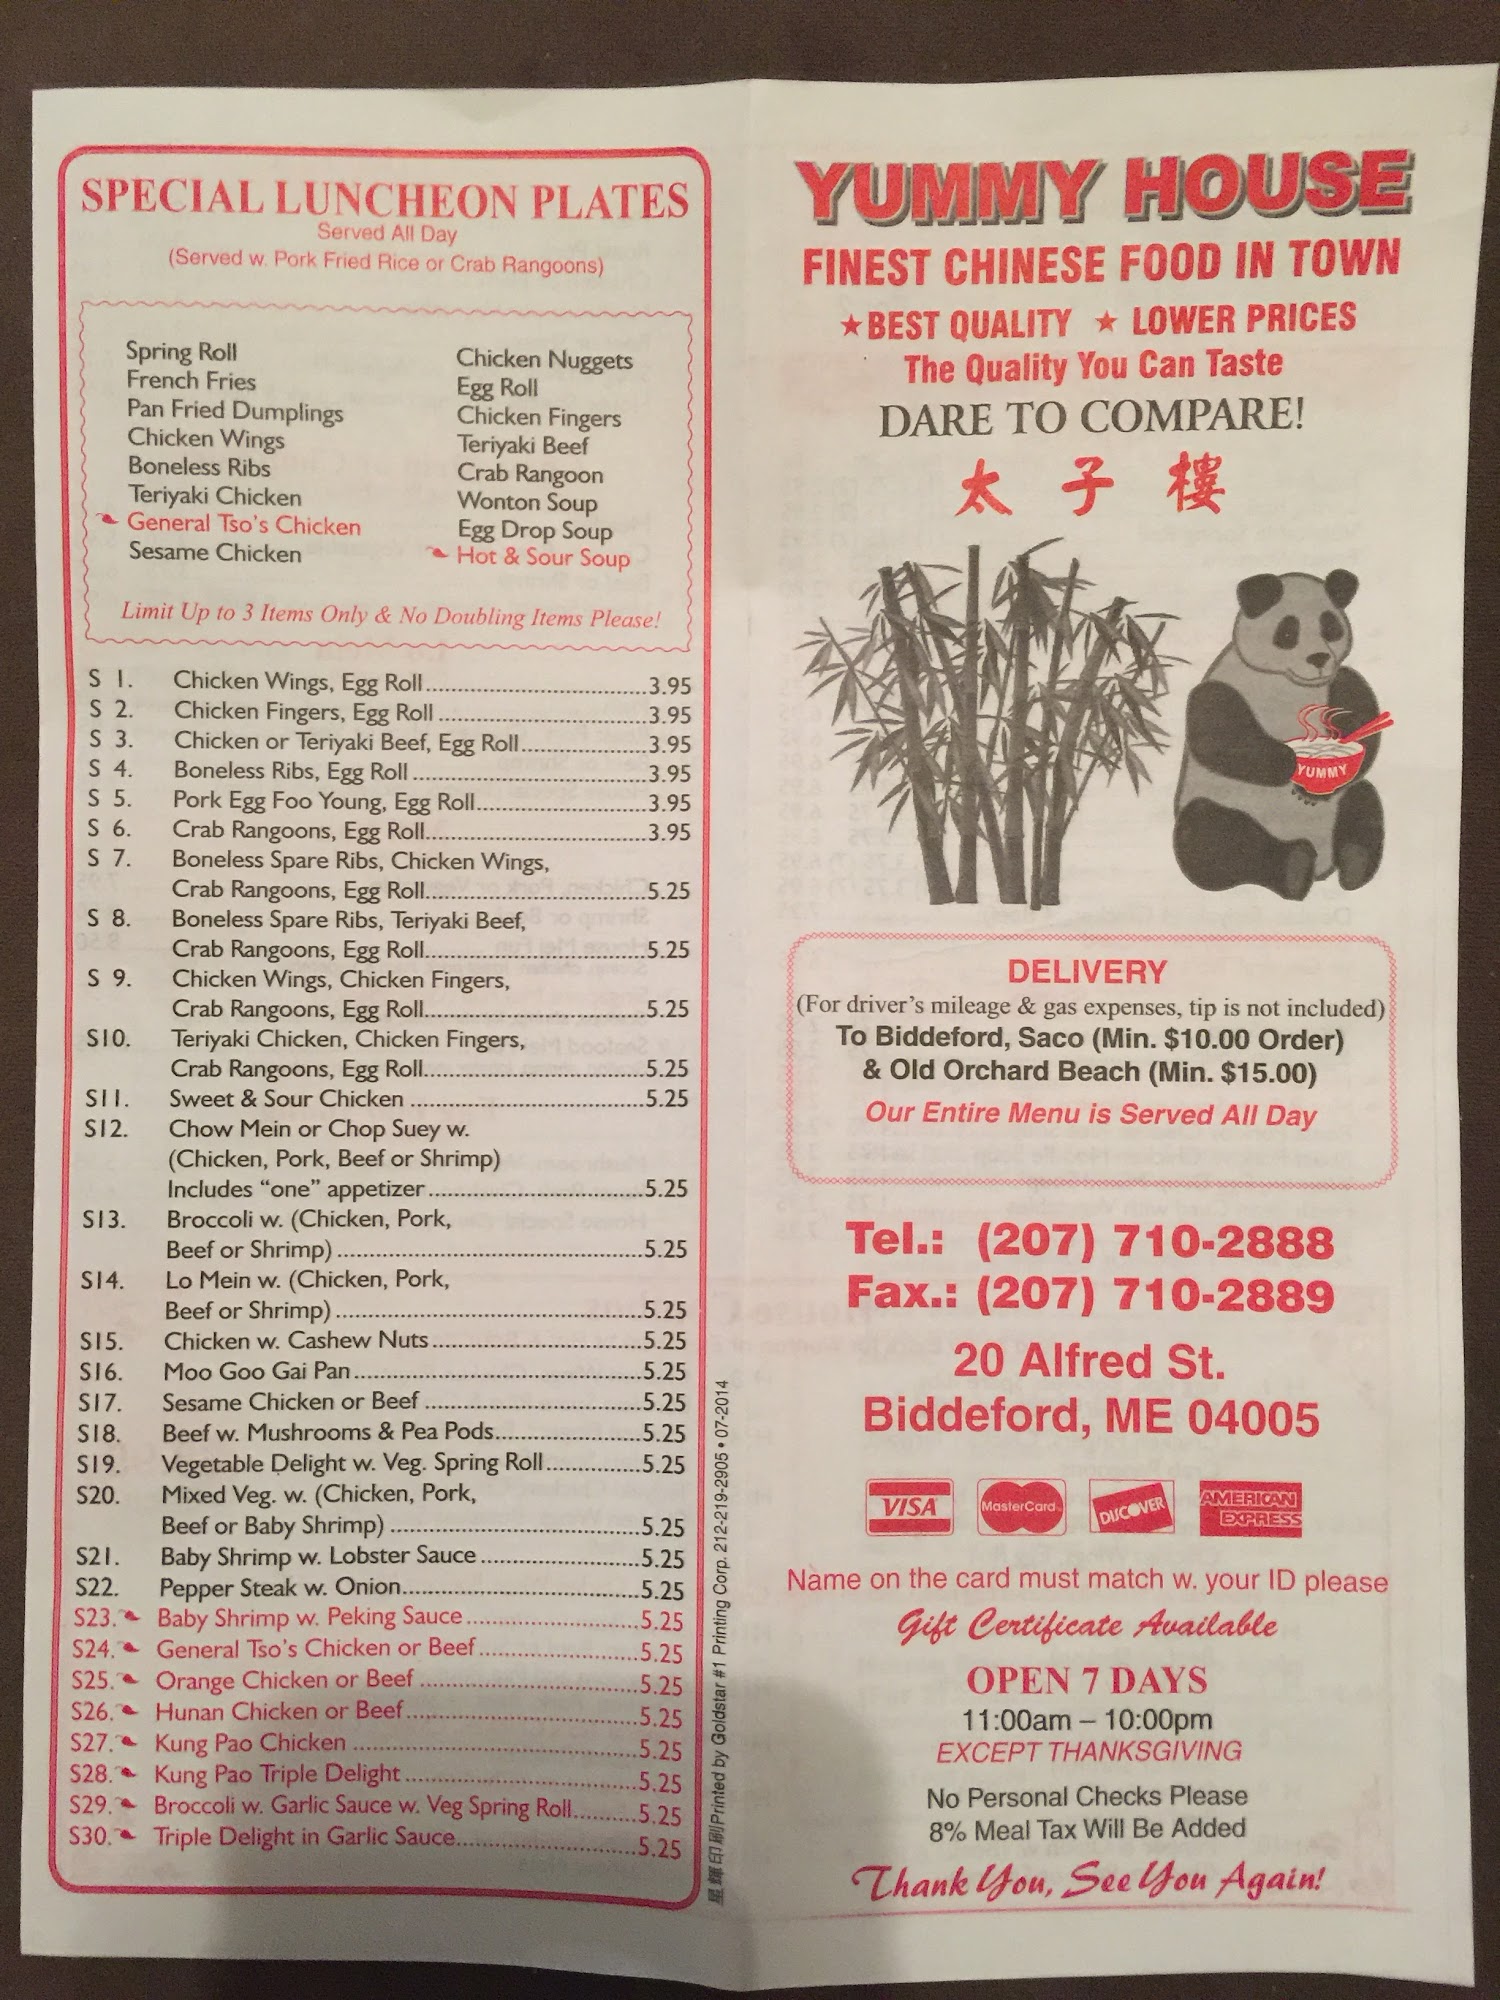 SPECIAL LUNCHEON PLATES
Served All Day
(Served w. Pork Fried Rice or Crab Rangoons)
Spring Roll
French Fries
Pan Fried Dumplings
Chicken Wings
Boneless Ribs
Teriyaki Chicken
General Tso's Chicken
Sesame Chicken
Chicken Nuggets
Egg Roll
Chicken Fingers
Teriyaki Beef
Crab Rangoon
Wonton Soup
Egg Drop Soup
Hot & Sour Soup
Limit Up to 3 Items Only & No Doubling Items Please!
S 1. Chicken Wings, Egg Roll 3.95
S 2. Chicken Fingers, Egg Roll 3.95
S 3. Chicken or Teriyaki Beef, Egg Roll 3.95
S 4. Boneless Ribs, Egg Roll 3.95
S 5. Pork Egg Foo Young, Egg Roll 3.95
S 6. Crab Rangoons, Egg Roll 3.95
S 7. Boneless Spare Ribs, Chicken Wings,
Crab Rangoons, Egg Roll 5.25
S 8. Boneless Spare Ribs, Teriyaki Beef,
Crab Rangoons, Egg Roll 5.25
S 9. Chicken Wings, Chicken Fingers,
Crab Rangoons, Egg Roll 5.25
S10. Teriyaki Chicken, Chicken Fingers,
Crab Rangoons, Egg Roll 5.25
S11. Sweet & Sour Chicken 5.25
S12. Chow Mein or Chop Suey w.
(Chicken, Pork, Beef or Shrimp)
Includes "one" appetizer 5.25
S13. Broccoli w. (Chicken, Pork,
Beef or Shrimp) 5.25
S14. Lo Mein w. (Chicken, Pork,
Beef or Shrimp) 5.25
S15. Chicken w. Cashew Nuts 5.25
S16. Moo Goo Gai Pan 5.25
S17. Sesame Chicken or Beef 5.25
S18. Beef w. Mushrooms & Pea Pods 5.25
S19. Vegetable Delight w. Veg. Spring Roll 5.25
S20. Mixed Veg. w. (Chicken, Pork,
Beef or Baby Shrimp) 5.25
S21. Baby Shrimp w. Lobster Sauce 5.25
S22. Pepper Steak w. Onion 5.25
S23. Baby Shrimp w. Peking Sauce 5.25
S24. General Tso's Chicken or Beef 5.25
S25. Orange Chicken or Beef 5.25
S26. Hunan Chicken or Beef 5.25
S27. Kung Pao Chicken 5.25
S28. Kung Pao Triple Delight 5.25
S29. Broccoli w. Garlic Sauce w. Veg Spring Roll 5.25
S30. Triple Delight in Garlic Sauce 5.25
星輝印刷 Printed by Goldstar #1 Printing Corp. 212-219-2905 • 07-2014
YUMMY HOUSE
FINEST CHINESE FOOD IN TOWN
★BEST QUALITY ★ LOWER PRICES
The Quality You Can Taste
DARE TO COMPARE!
太子樓
YUMMY
DELIVERY
(For driver's mileage & gas expenses, tip is not included)
To Biddeford, Saco (Min. $10.00 Order)
& Old Orchard Beach (Min. $15.00)
Our Entire Menu is Served All Day
Tel.: (207) 710-2888
Fax.: (207) 710-2889
20 Alfred St.
Biddeford, ME 04005
VISA MasterCard DISCOVER AMERICAN EXPRESS
Name on the card must match w. your ID please
Gift Certificate Available
OPEN 7 DAYS
11:00am – 10:00pm
EXCEPT THANKSGIVING
No Personal Checks Please
8% Meal Tax Will Be Added
Thank You, See You Again!